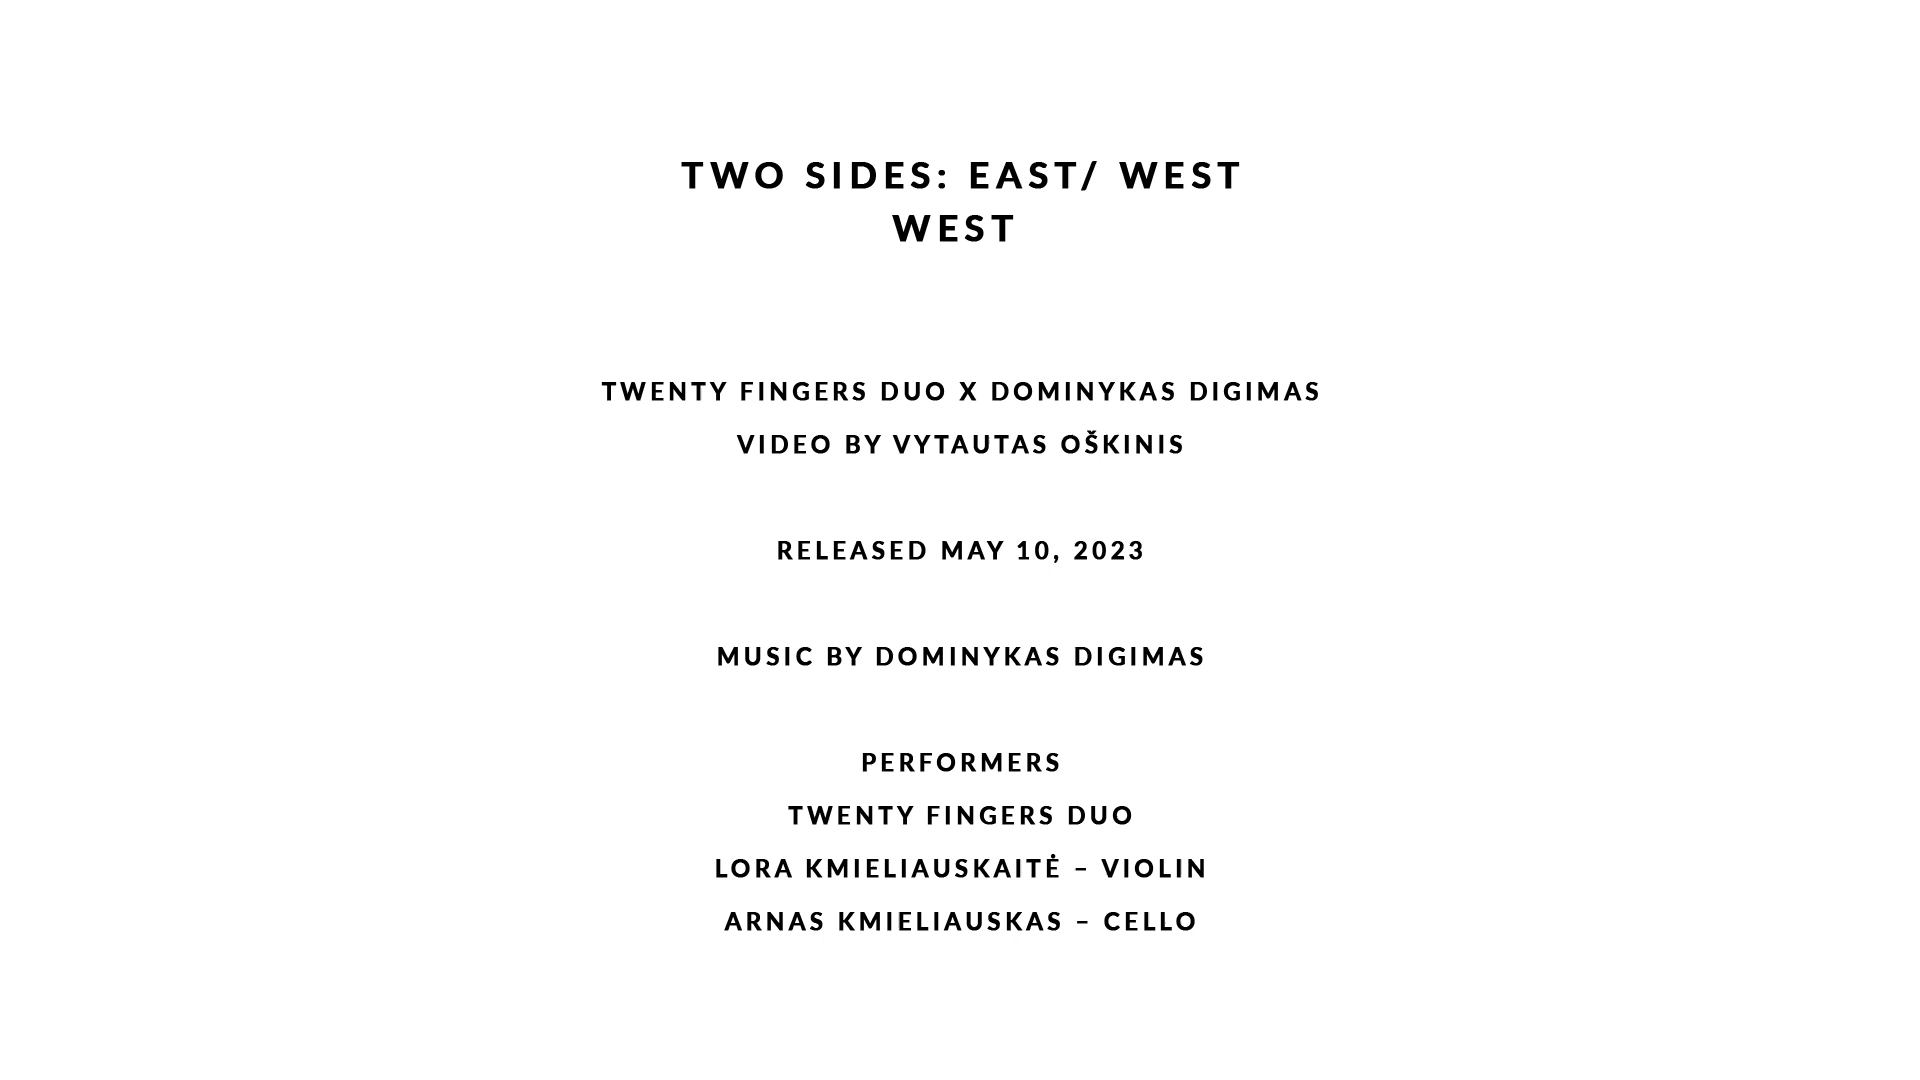 TWO SIDES: EAST/ WEST
WEST
TWENTY FINGERS DUO X DOMINYKAS DIGIMAS
VIDEO BY VYTAUTAS OŠKINIS
RELEASED MAY 10, 2023
MUSIC BY DOMINYKAS DIGIMAS
PERFORMERS
TWENTY FINGERS DUO
LORA KMIELIAUSKAITĖ – VIOLIN
ARNAS KMIELIAUSKAS – CELLO